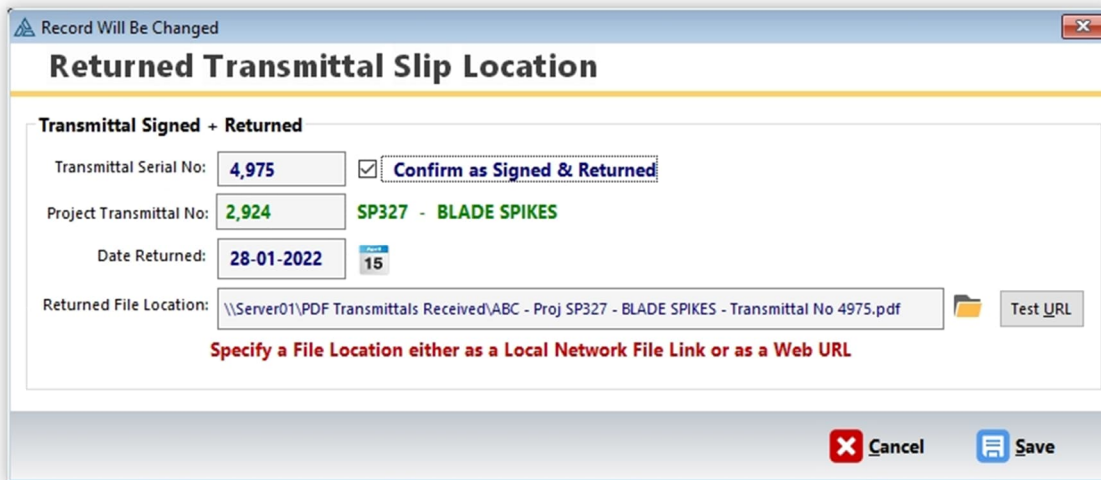 Record Will Be Changed
Returned Transmittal Slip Location
Transmittal Signed + Returned
Transmittal Serial No: 4,975 Confirm as Signed & Returned
Project Transmittal No: 2,924 SP327 - BLADE SPIKES
Date Returned: 28-01-2022 April 15
Returned File Location: \\Server01\PDF Transmittals Received\ABC - Proj SP327 - BLADE SPIKES - Transmittal No 4975.pdf Test URL
Specify a File Location either as a Local Network File Link or as a Web URL
Cancel Save